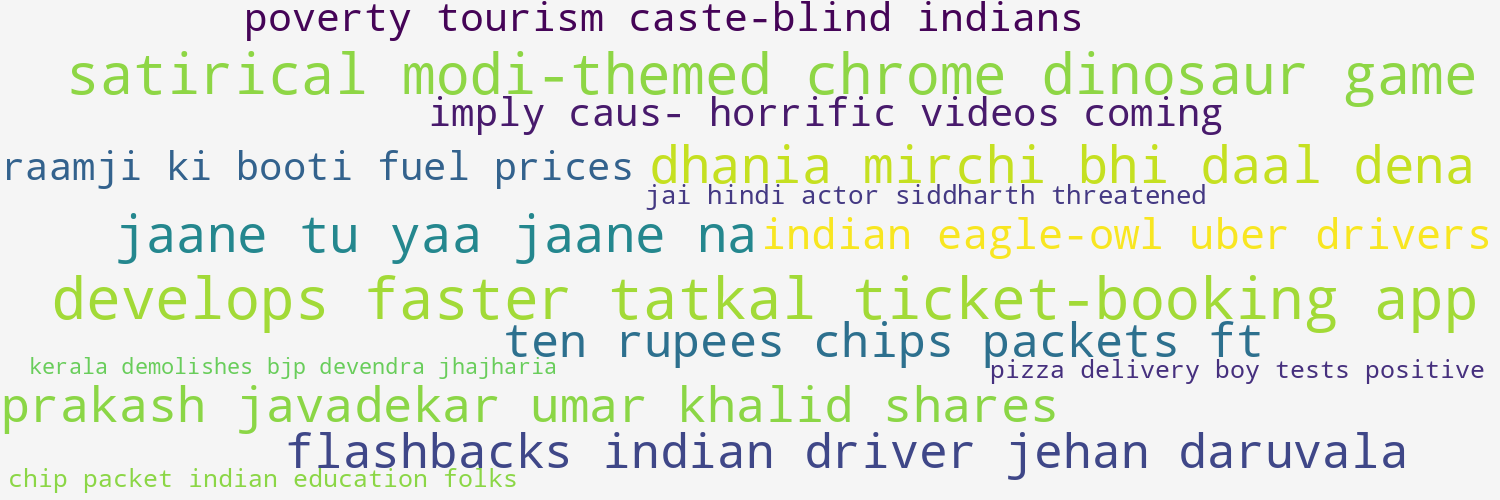 poverty tourism caste-blind indians
satirical modi-themed chrome dinosaur game
imply caus- horrific videos coming
raamji ki booti fuel prices
dhania mirchi bhi daal dena
jai hindi actor siddharth threatened
jaane tu yaa jaane na
indian eagle-owl uber drivers
develops faster tatkal ticket-booking app
ten rupees chips packets ft
kerala demolishes bjp devendra jhajharia
pizza delivery boy tests positive
prakash javadekar umar khalid shares
flashbacks indian driver jehan daruvala
chip packet indian education folks